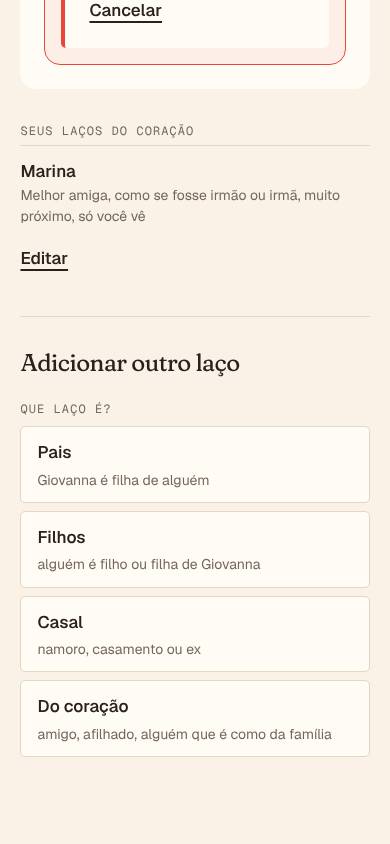 Cancelar
SEUS LAÇOS DO CORAÇÃO
Marina
Melhor amiga, como se fosse irmão ou irmã, muito
próximo, só você vê
Editar
Adicionar outro laço
QUE LAÇO É?
Pais
Giovanna é filha de alguém
Filhos
alguém é filho ou filha de Giovanna
Casal
namoro, casamento ou ex
Do coração
amigo, afilhado, alguém que é como da família